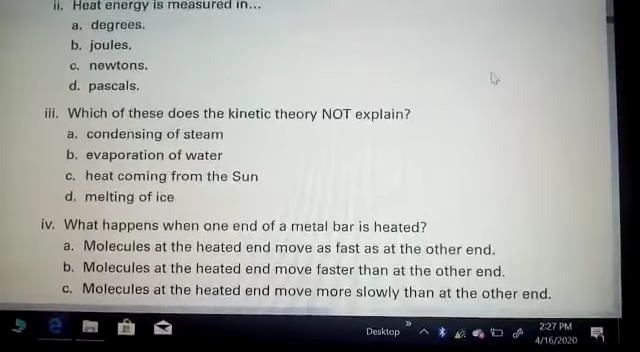 ii. Heat energy is measured in...
a. degrees.
b. joules.
c. newtons.
d. pascals.
iii. Which of these does the kinetic theory NOT explain?
a. condensing of steam
b. evaporation of water
c. heat coming from the Sun
d. melting of ice
iv. What happens when one end of a metal bar is heated?
a. Molecules at the heated end move as fast as at the other end.
b. Molecules at the heated end move faster than at the other end.
c. Molecules at the heated end move more slowly than at the other end.
Desktop »
2:27 PM
4/16/2020